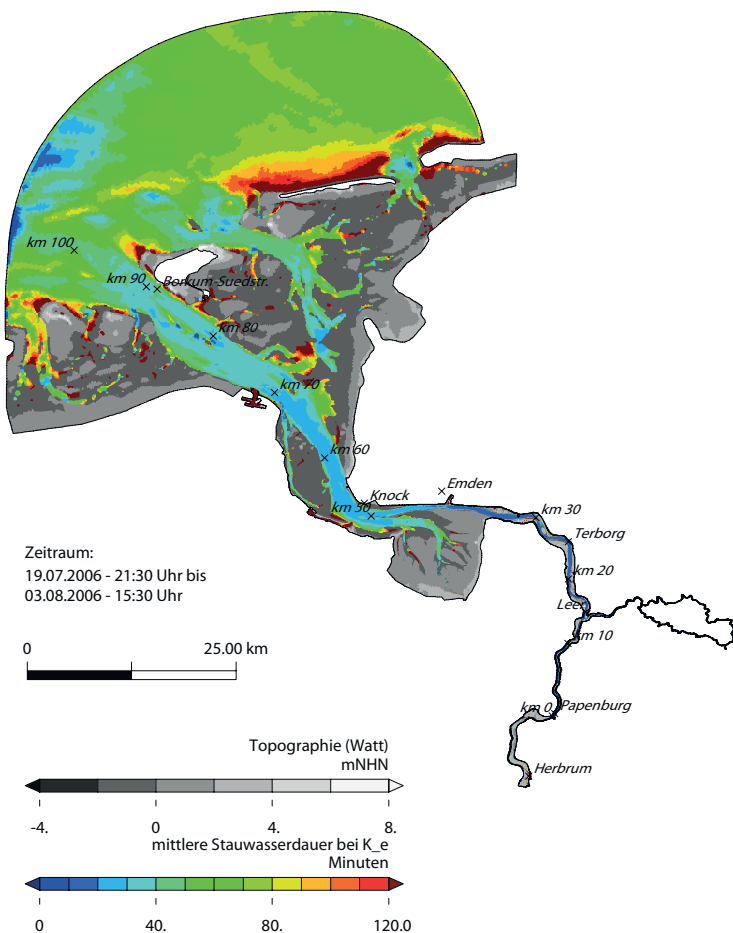 km 100
km 90
Borkum-Suedstr.
km 80
km 70
km 60
Emden
Knock
km 50
km 30
Terborg
Zeitraum:
19.07.2006 - 21:30 Uhr bis
03.08.2006 - 15:30 Uhr
km 20
Leer
km 10
0 25.00 km
km 0
Papenburg
Herbrum
Topographie (Watt)
mNHN
-4. 0 4. 8.
mittlere Stauwasserdauer bei K_e
Minuten
0 40. 80. 120.0